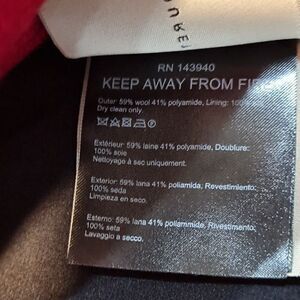 RN 143940
KEEP AWAY FROM
Outer: 59% wool 41% polyamide, Lining: 100%
Dry clean only.
Extérieur: 59% laine 41% polyamide, Doublure:
100% soie
Nettoyage à sec uniquement.
Exterior: 59% lana 41% poliamida, Revestimiento:
100% seda
Limpieza en seco.
Esterno: 59% lana 41% poliammide, Rivestimento:
100% seta
Lavaggio a secco.